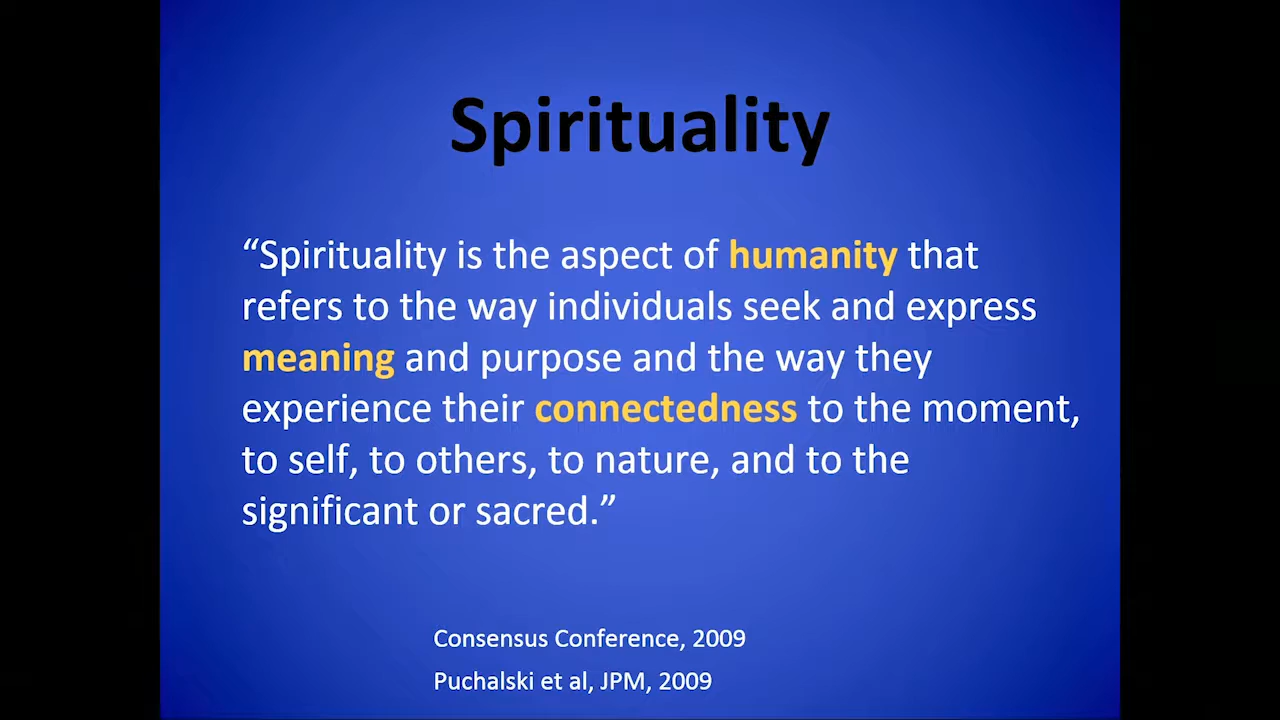 Spirituality
“Spirituality is the aspect of humanity that
refers to the way individuals seek and express
meaning and purpose and the way they
experience their connectedness to the moment,
to self, to others, to nature, and to the
significant or sacred.”
Consensus Conference, 2009
Puchalski et al, JPM, 2009